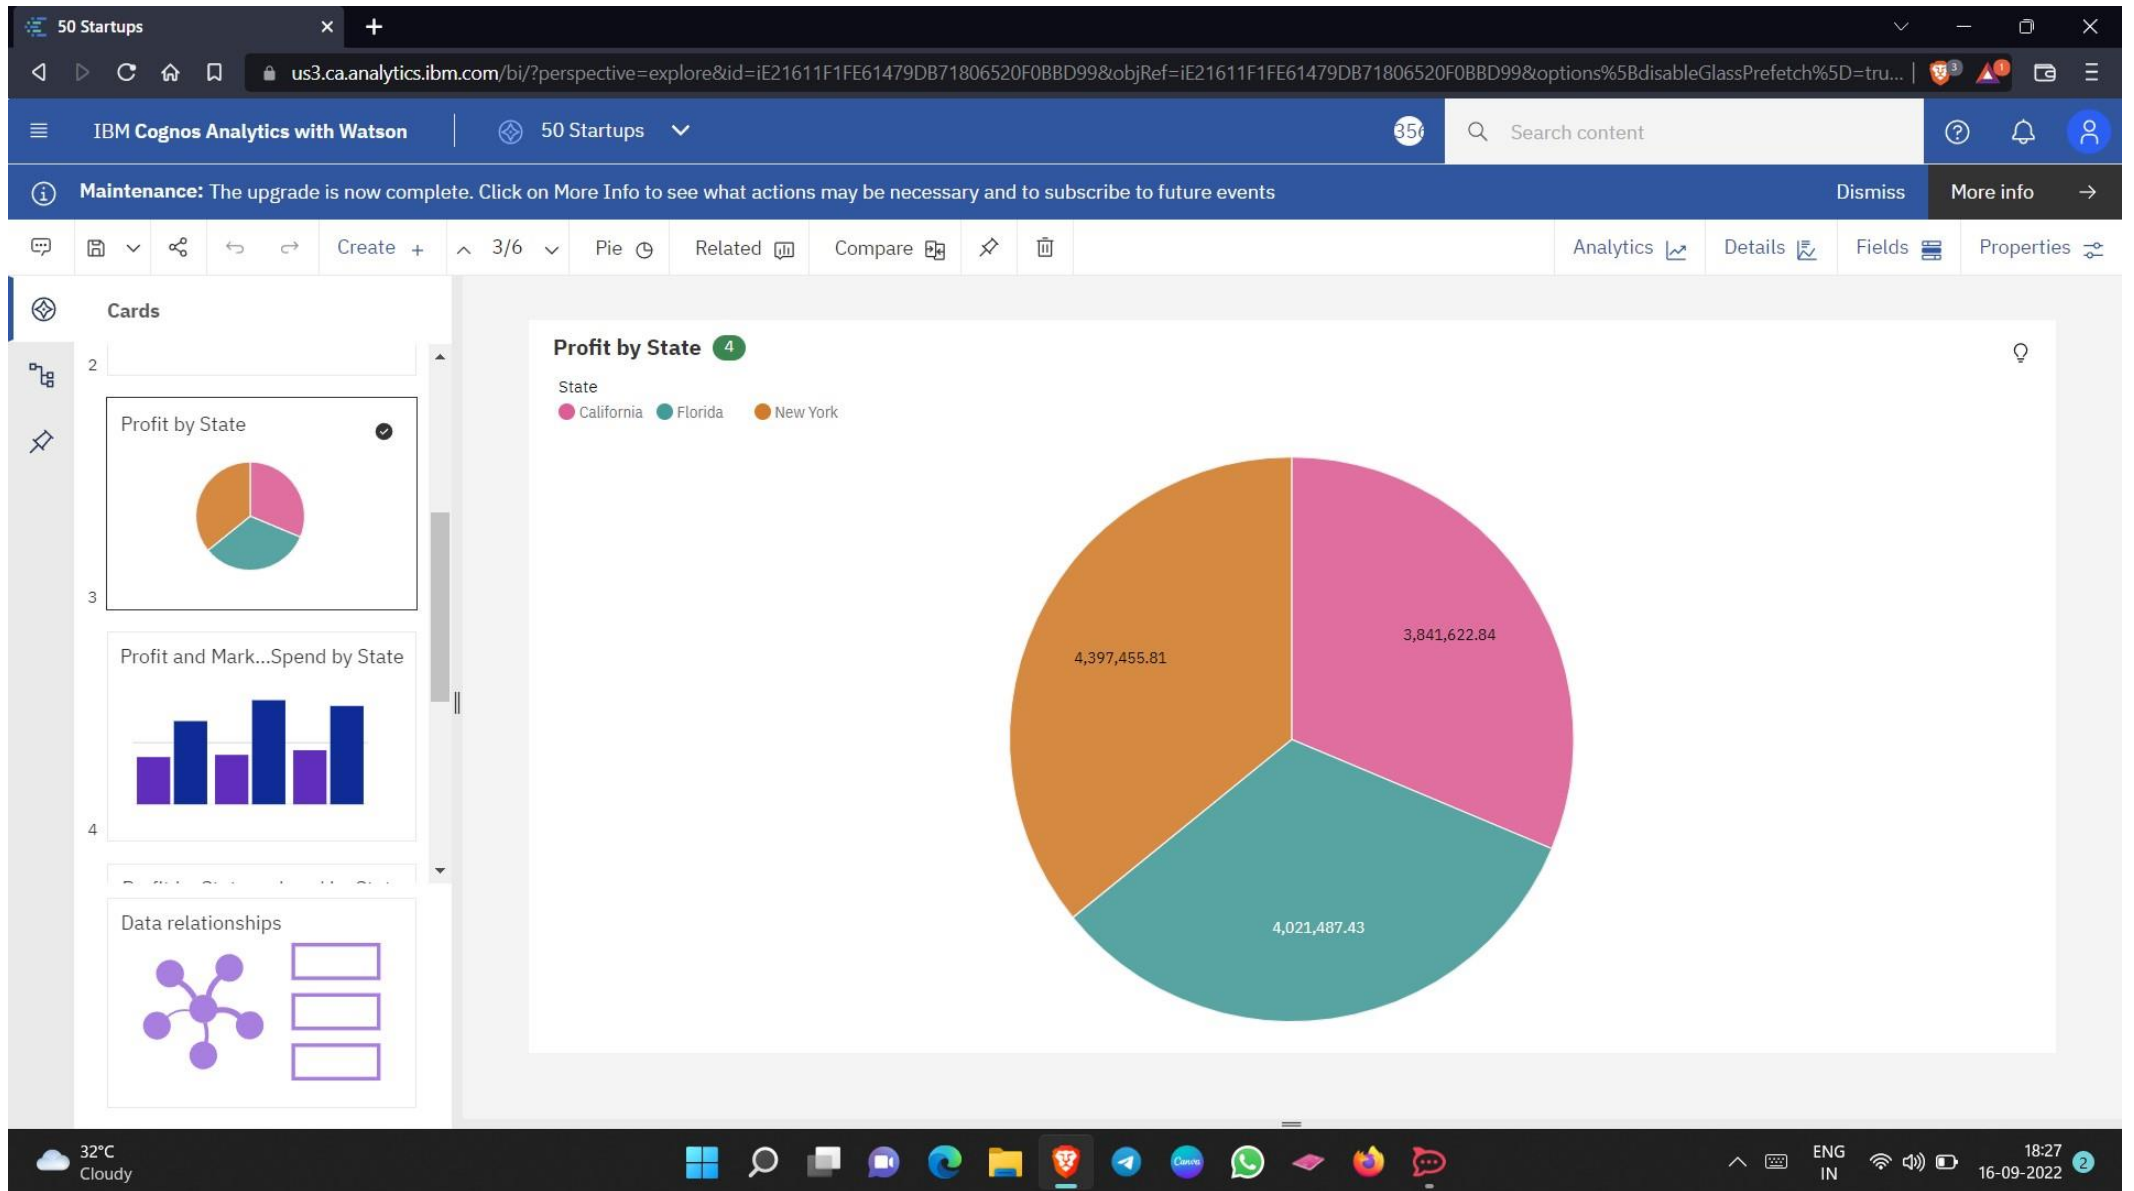 50 Startups
us3.ca.analytics.ibm.com/bi/?perspective=explore&id=iE21611F1FE61479DB71806520F0BBD99&objRef=iE21611F1FE61479DB71806520F0BBD99&options%5BdisableGlassPrefetch%5D=tru...
3
1
IBM Cognos Analytics with Watson
50 Startups
356
Search content
Maintenance: The upgrade is now complete. Click on More Info to see what actions may be necessary and to subscribe to future events
Dismiss
More info
Create
3/6
Pie
Related
Compare
Analytics
Details
Fields
Properties
Cards
2
Profit by State
3
Profit and Mark...Spend by State
4
Data relationships
Profit by State 4
State
California Florida New York
3,841,622.84
4,397,455.81
4,021,487.43
32°C
Cloudy
Canva
ENG
IN
18:27
16-09-2022
2